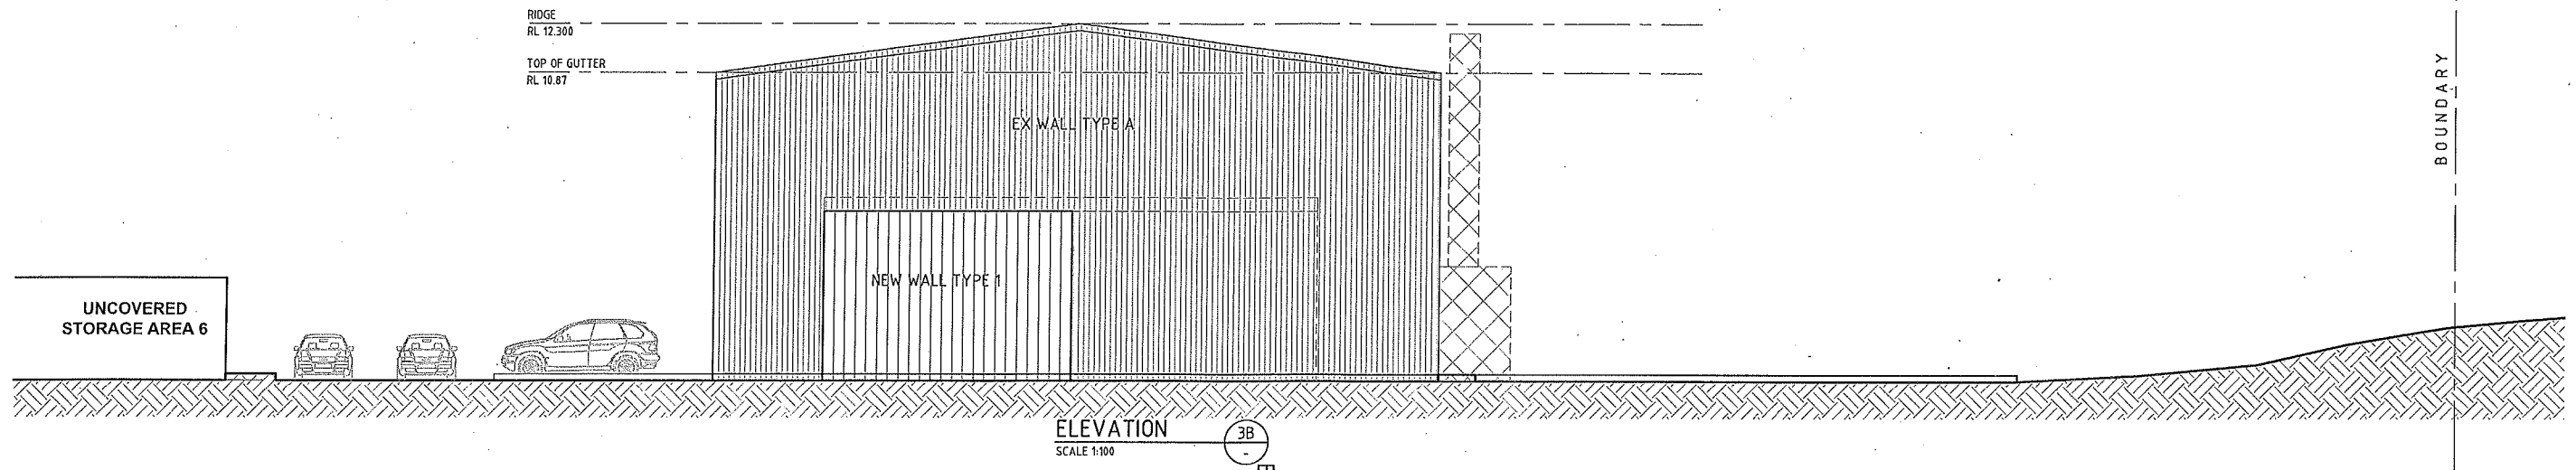 RIDGE
RL 12.300
TOP OF GUTTER
RL 10.87
BOUNDARY
EX WALL TYPE A
NEW WALL TYPE 1
UNCOVERED
STORAGE AREA 6
ELEVATION
SCALE 1:100
3B
-